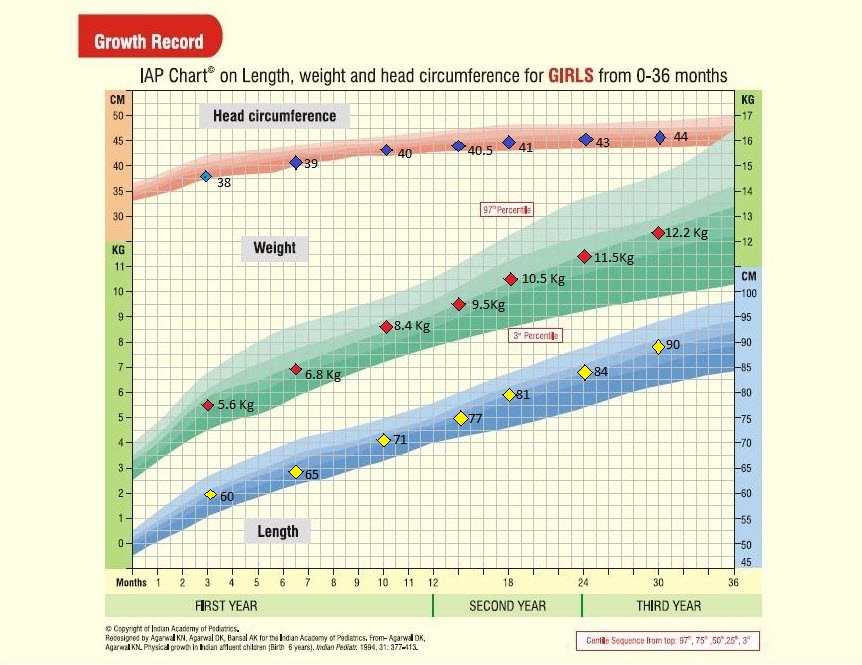 Growth Record
IAP Chart© on Length, weight and head circumference for GIRLS from 0-36 months
CM
50
45
40
35
30
KG
11
10
9
8
7
6
5
4
3
2
1
0
Head circumference
38
39
40
40.5
41
43
44
Weight
97th Percentile
5.6 Kg
6.8 Kg
8.4 Kg
9.5Kg
10.5 Kg
11.5Kg
12.2 Kg
3rd Percentile
60
65
71
77
81
84
90
Length
KG
17
16
15
14
13
12
CM
100
95
90
85
80
75
70
65
60
55
50
45
Months 1 2 3 4 5 6 7 8 9 10 11 12 18 24 30 36
FIRST YEAR SECOND YEAR THIRD YEAR
© Copyright of Indian Academy of Pediatrics,
Redesigned by Agarwal KN, Agarwal DK, Bansal AK for the Indian Academy of Pediatrics. From- Agarwal DK,
Agarwal KN. Physical growth in Indian affluent children (Birth 6 years). Indian Pediatr. 1994, 31: 377-413.
Centile Sequence from top: 97th, 75th, 50th, 25th, 3rd